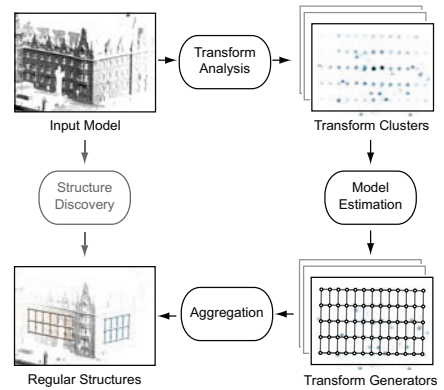 Transform
Analysis
Input Model
Transform Clusters
Structure
Discovery
Model
Estimation
Aggregation
Regular Structures
Transform Generators